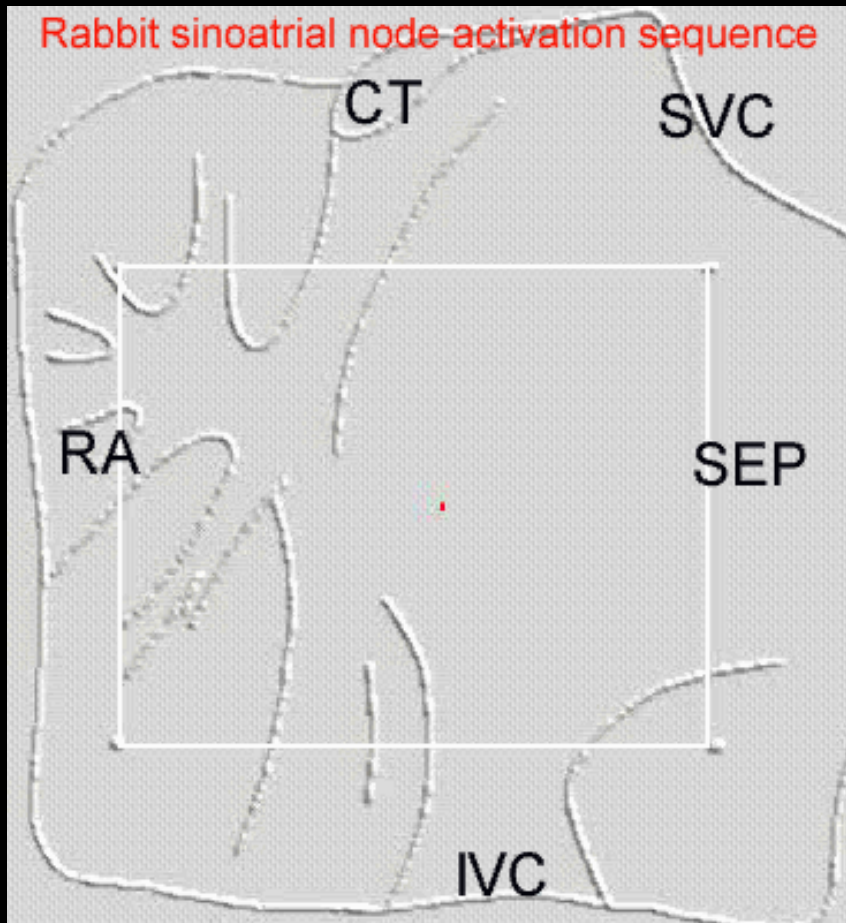 Rabbit sinoatrial node activation sequence
CT
SVC
RA
SEP
IVC